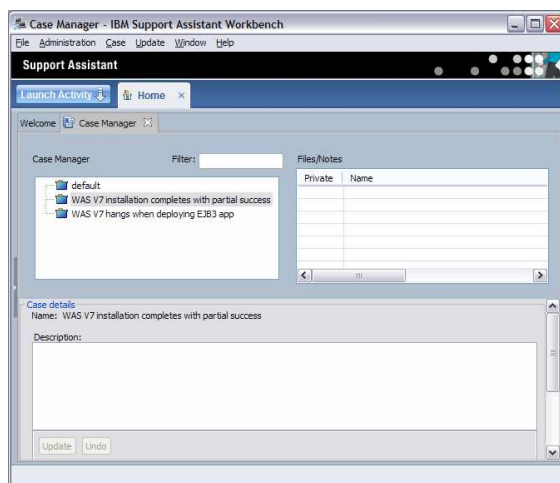 Case Manager - IBM Support Assistant Workbench
File Administration Case Update Window Help
Support Assistant
Launch Activity Home ×
Welcome Case Manager
Case Manager Filter: Files/Notes
Private Name
default
WAS V7 installation completes with partial success
WAS V7 hangs when deploying EJB3 app
Case details
Name: WAS V7 installation completes with partial success
Description:
Update Undo